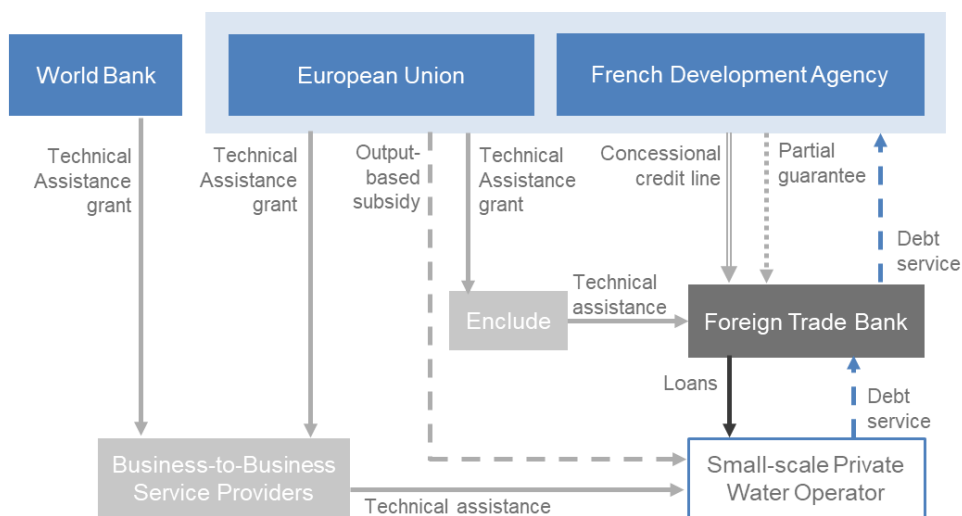 World Bank
European Union
French Development Agency
Technical
Assistance
grant
Technical
Assistance
grant
Output-
based
subsidy
Technical
Assistance
grant
Concessional
credit line
Partial
guarantee
Debt
service
Enclude
Technical
assistance
Foreign Trade Bank
Loans
Debt
service
Business-to-Business
Service Providers
Technical assistance
Small-scale Private
Water Operator